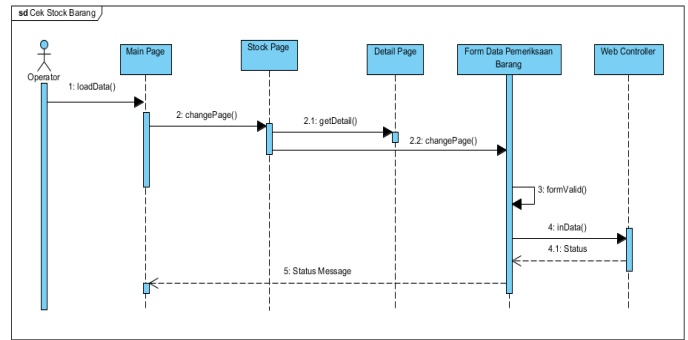 sd Cek Stock Barang
Operator
Main Page
Stock Page
Detail Page
Form Data Pemeriksaan
Barang
Web Controller
1: loadData()
2: changePage()
2.1: getDetail()
2.2: changePage()
3: formValid()
4: inData()
4.1: Status
5: Status Message